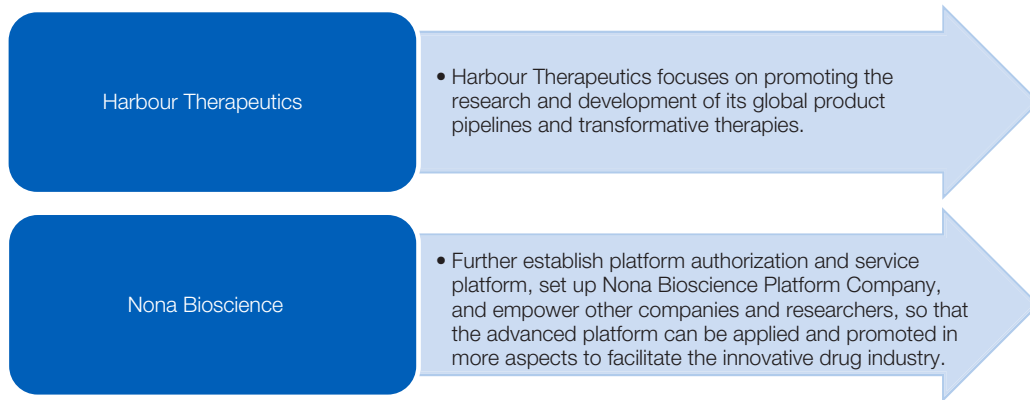 Harbour Therapeutics
• Harbour Therapeutics focuses on promoting the
research and development of its global product
pipelines and transformative therapies.
Nona Bioscience
• Further establish platform authorization and service
platform, set up Nona Bioscience Platform Company,
and empower other companies and researchers, so that
the advanced platform can be applied and promoted in
more aspects to facilitate the innovative drug industry.